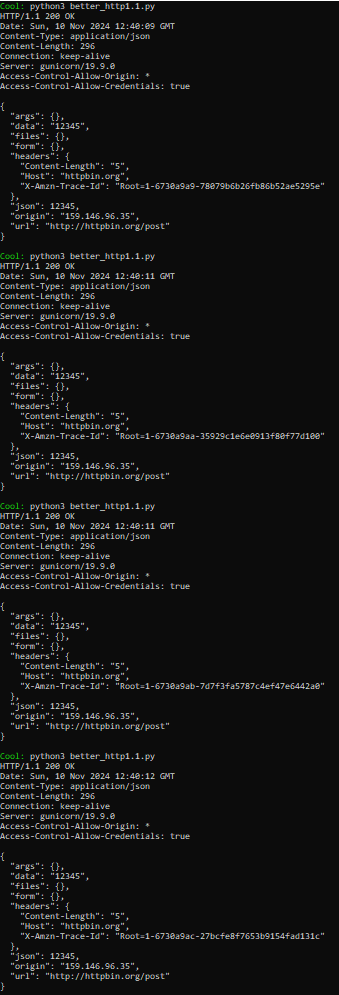 Cool: python3 better_http1.1.py
HTTP/1.1 200 OK
Date: Sun, 10 Nov 2024 12:40:09 GMT
Content-Type: application/json
Content-Length: 296
Connection: keep-alive
Server: gunicorn/19.9.0
Access-Control-Allow-Origin: *
Access-Control-Allow-Credentials: true
{
"args": {},
"data": "12345",
"files": {},
"form": {},
"headers": {
"Content-Length": "5",
"Host": "httpbin.org",
"X-Amzn-Trace-Id": "Root=1-6730a9a9-78079b6b26fb86b52ae5295e"
},
"json": 12345,
"origin": "159.146.96.35",
"url": "http://httpbin.org/post"
}
Cool: python3 better_http1.1.py
HTTP/1.1 200 OK
Date: Sun, 10 Nov 2024 12:40:11 GMT
Content-Type: application/json
Content-Length: 296
Connection: keep-alive
Server: gunicorn/19.9.0
Access-Control-Allow-Origin: *
Access-Control-Allow-Credentials: true
{
"args": {},
"data": "12345",
"files": {},
"form": {},
"headers": {
"Content-Length": "5",
"Host": "httpbin.org",
"X-Amzn-Trace-Id": "Root=1-6730a9aa-35929c1e6e0913f80f77d100"
},
"json": 12345,
"origin": "159.146.96.35",
"url": "http://httpbin.org/post"
}
Cool: python3 better_http1.1.py
HTTP/1.1 200 OK
Date: Sun, 10 Nov 2024 12:40:11 GMT
Content-Type: application/json
Content-Length: 296
Connection: keep-alive
Server: gunicorn/19.9.0
Access-Control-Allow-Origin: *
Access-Control-Allow-Credentials: true
{
"args": {},
"data": "12345",
"files": {},
"form": {},
"headers": {
"Content-Length": "5",
"Host": "httpbin.org",
"X-Amzn-Trace-Id": "Root=1-6730a9ab-7d7f3fa5787c4ef47e6442a0"
},
"json": 12345,
"origin": "159.146.96.35",
"url": "http://httpbin.org/post"
}
Cool: python3 better_http1.1.py
HTTP/1.1 200 OK
Date: Sun, 10 Nov 2024 12:40:12 GMT
Content-Type: application/json
Content-Length: 296
Connection: keep-alive
Server: gunicorn/19.9.0
Access-Control-Allow-Origin: *
Access-Control-Allow-Credentials: true
{
"args": {},
"data": "12345",
"files": {},
"form": {},
"headers": {
"Content-Length": "5",
"Host": "httpbin.org",
"X-Amzn-Trace-Id": "Root=1-6730a9ac-27bcfe8f7653b9154fad131c"
},
"json": 12345,
"origin": "159.146.96.35",
"url": "http://httpbin.org/post"
}